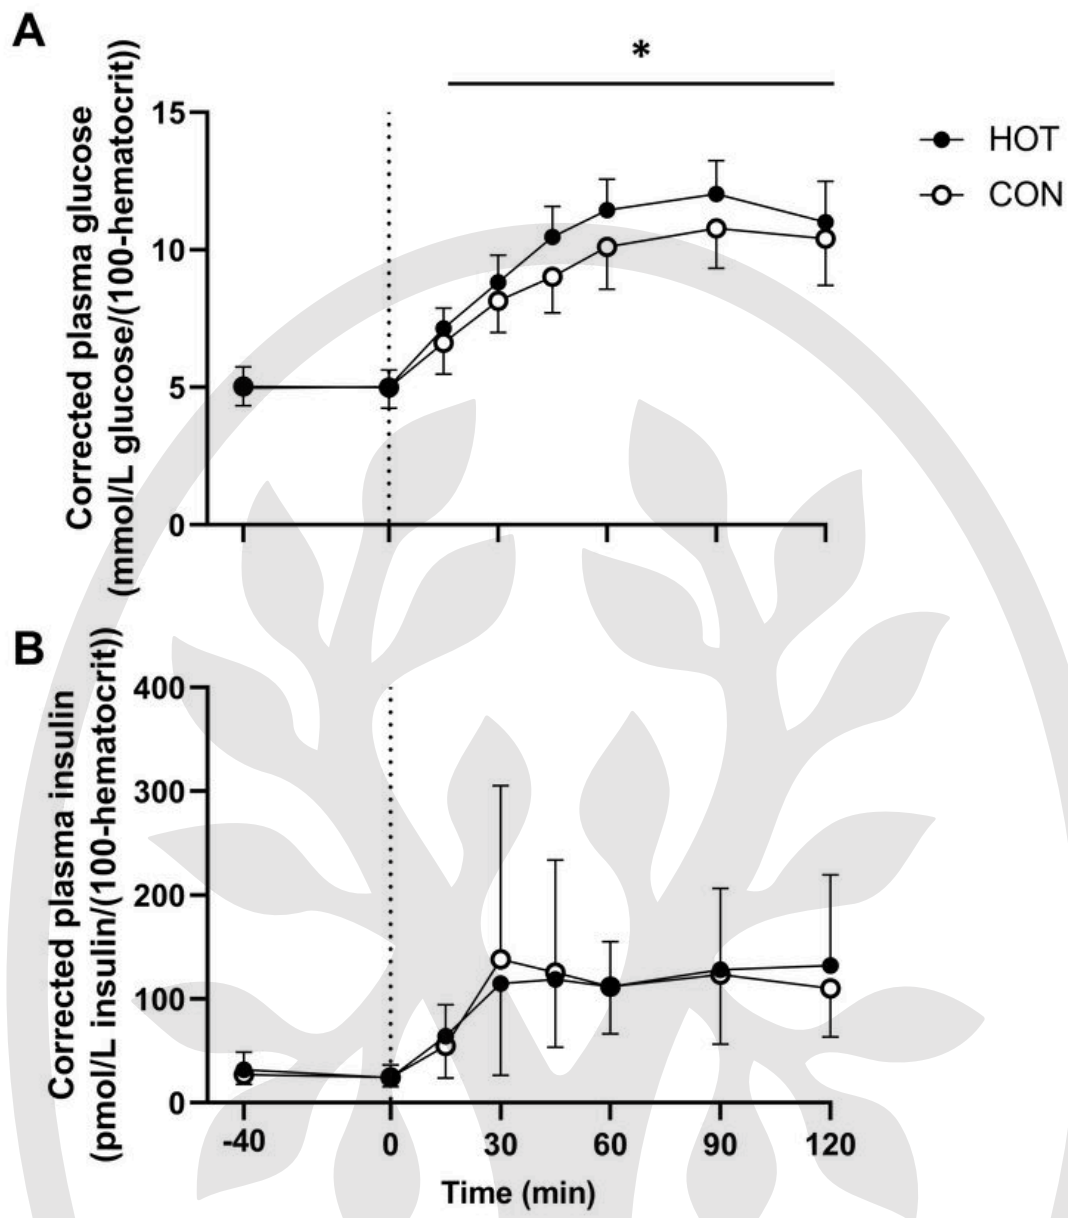 A
Corrected plasma glucose
(mmol/L glucose/(100-hematocrit))
*
15
10
5
0
HOT
CON
B
Corrected plasma insulin
(pmol/L insulin/(100-hematocrit))
400
300
200
100
0
-40 0 30 60 90 120
Time (min)